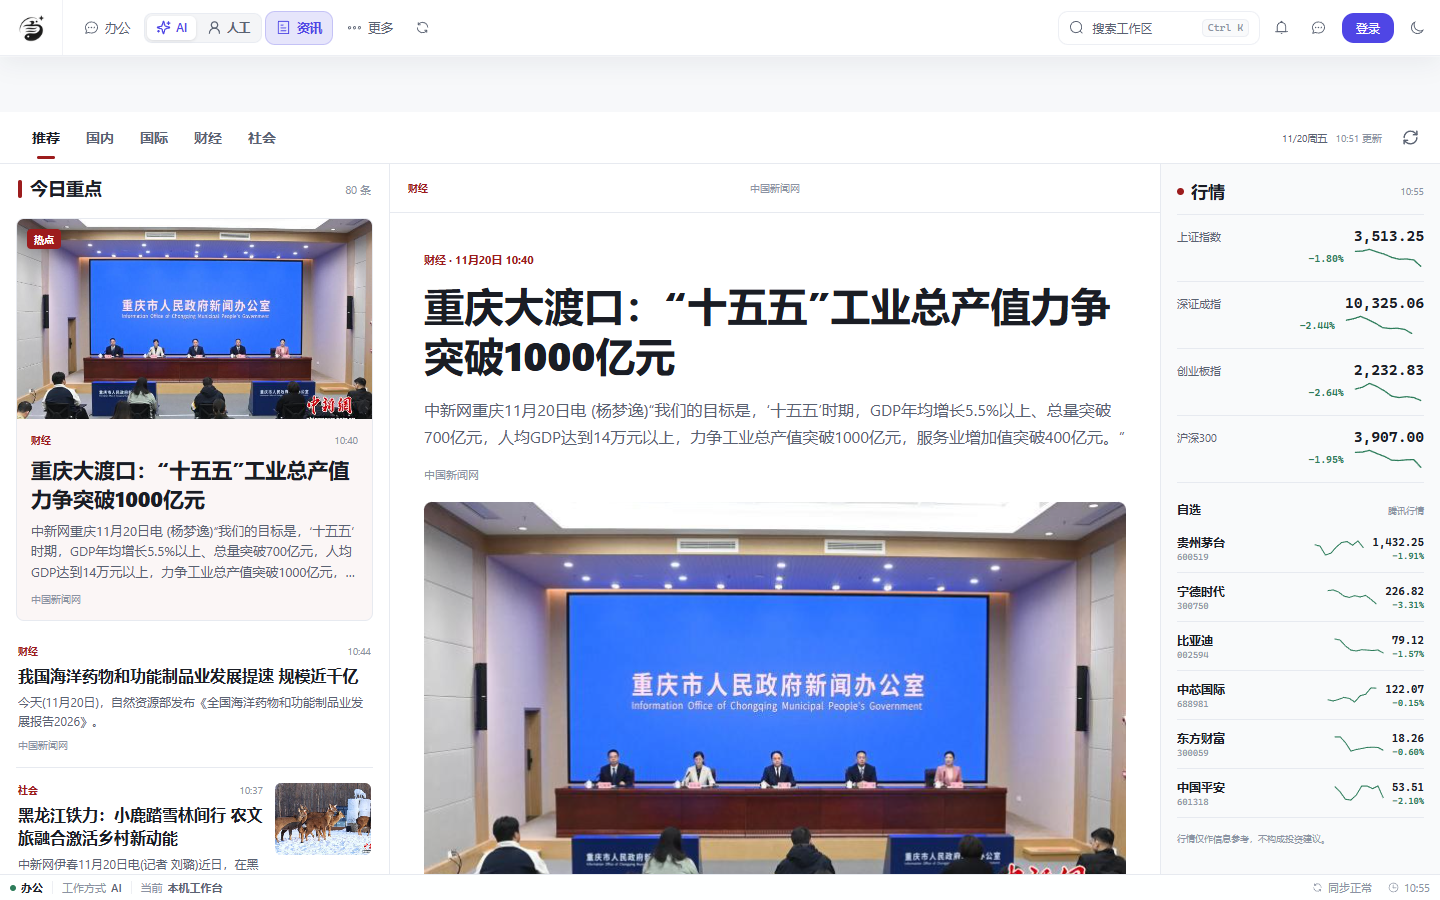 办公
AI
人工
资讯
更多
搜索工作区
Ctrl K
登录
推荐
国内
国际
财经
社会
11/20周五
10:51 更新
今日重点
80 条
热点
重庆市人民政府新闻办公室
Information Office of Chongqing Municipal People's Government
中新网
财经
10:40
重庆大渡口：“十五五”工业总产值
力争突破1000亿元
中新网重庆11月20日电 (杨梦逸)“我们的目标是，‘十五五’
时期，GDP年均增长5.5%以上、总量突破700亿元，人均
GDP达到14万元以上，力争工业总产值突破1000亿元，...
中国新闻网
财经
10:44
我国海洋药物和功能制品业发展提速 规模近千亿
今天(11月20日)，自然资源部发布《全国海洋药物和功能制品业发
展报告2026》。
中国新闻网
社会
10:37
黑龙江铁力：小鹿踏雪林间行 农文
旅融合激活乡村新动能
中新网伊春11月20日电(记者 刘璐)近日，在黑
财经
中国新闻网
财经 · 11月20日 10:40
重庆大渡口：“十五五”工业总产值力争
突破1000亿元
中新网重庆11月20日电 (杨梦逸)“我们的目标是，‘十五五’时期，GDP年均增长5.5%以上、总量突破
700亿元，人均GDP达到14万元以上，力争工业总产值突破1000亿元，服务业增加值突破400亿元。”
中国新闻网
重庆市人民政府新闻办公室
Information Office of Chongqing Municipal People's Government
重庆市人民政府新
闻办公室
行情
10:55
上证指数
3,513.25
-1.80%
深证成指
10,325.06
-2.44%
创业板指
2,232.83
-2.64%
沪深300
3,907.00
-1.95%
自选
腾讯行情
贵州茅台
1,432.25
600519
-1.91%
宁德时代
226.82
300750
-3.31%
比亚迪
79.12
002594
-1.57%
中芯国际
122.07
688981
-0.15%
东方财富
18.26
300059
-0.60%
中国平安
53.51
601318
-2.10%
行情仅作信息参考，不构成投资建议。
办公
工作方式 AI
当前 本机工作台
同步正常
10:55